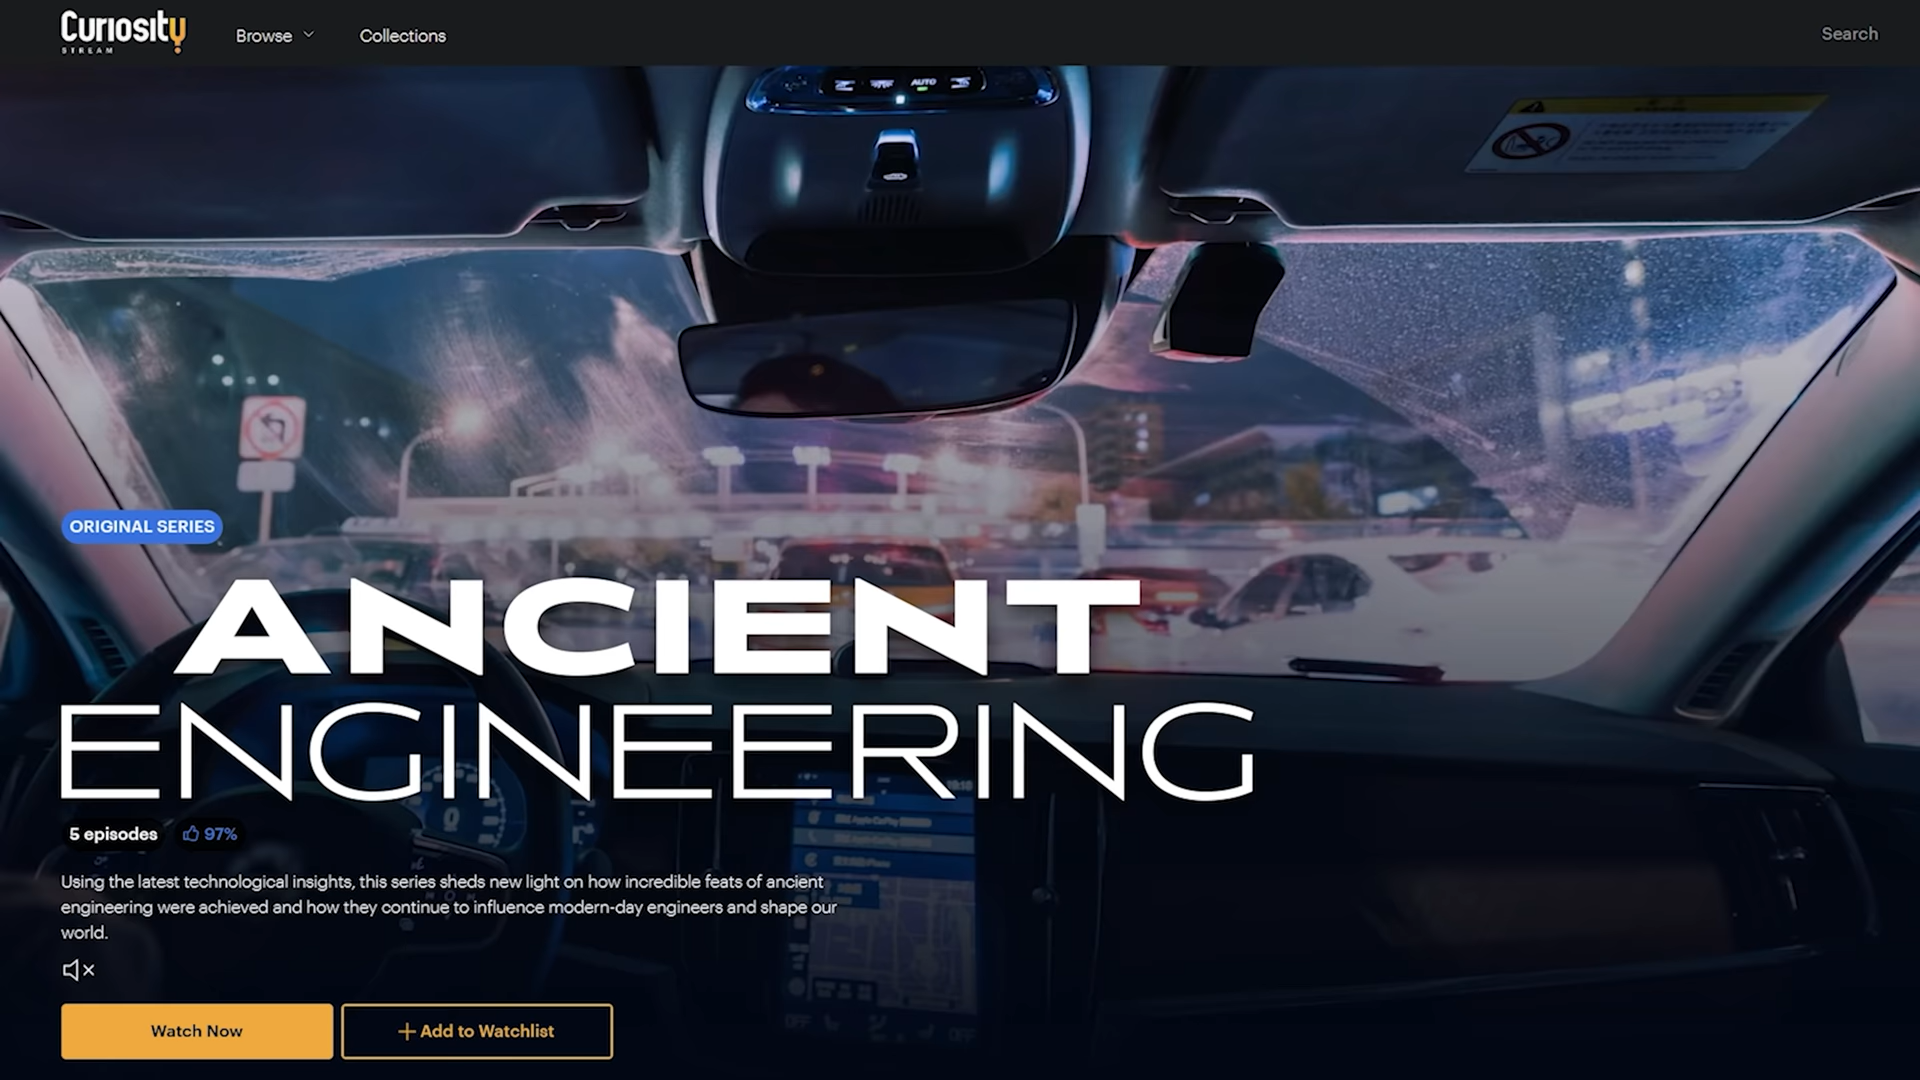 Curiosity
STREAM
Browse
Collections
Search
AUTO
ORIGINAL SERIES
ANCIENT
ENGINEERING
5 episodes
97%
Using the latest technological insights, this series sheds new light on how incredible feats of ancient
engineering were achieved and how they continue to influence modern-day engineers and shape our
world.
Watch Now
+ Add to Watchlist